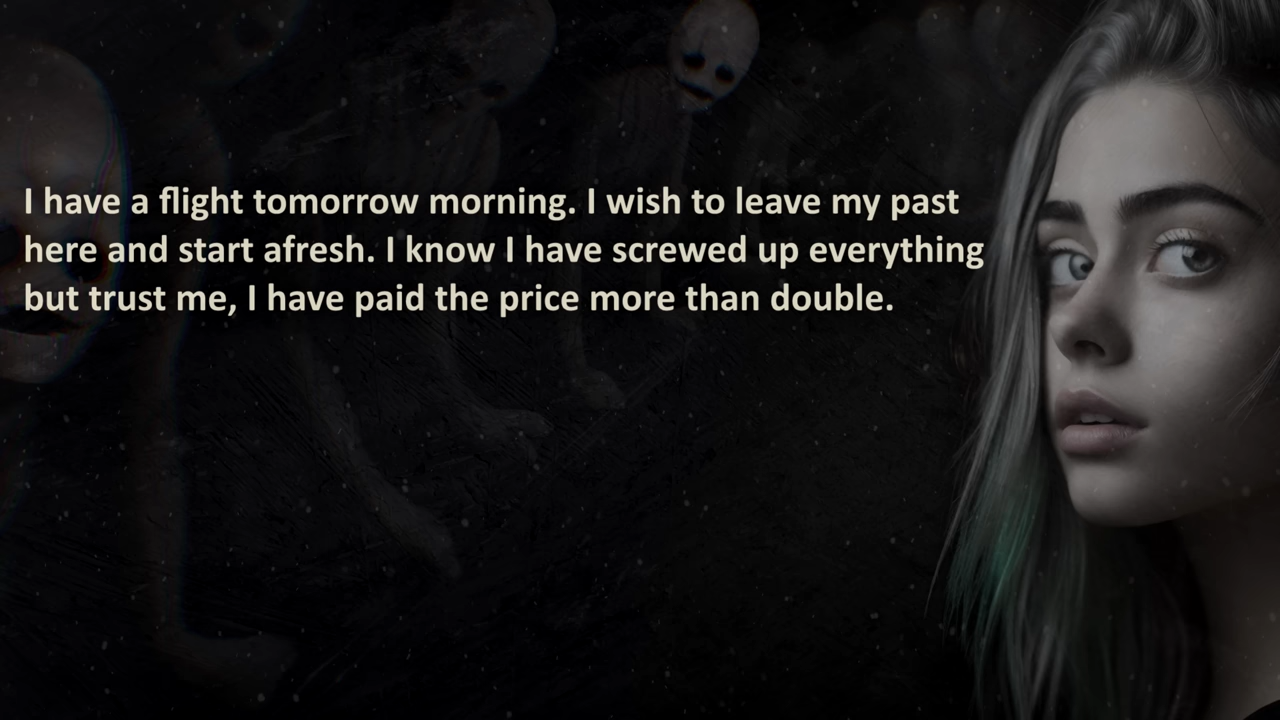 I have a flight tomorrow morning. I wish to leave my past
here and start afresh. I know I have screwed up everything
but trust me, I have paid the price more than double.